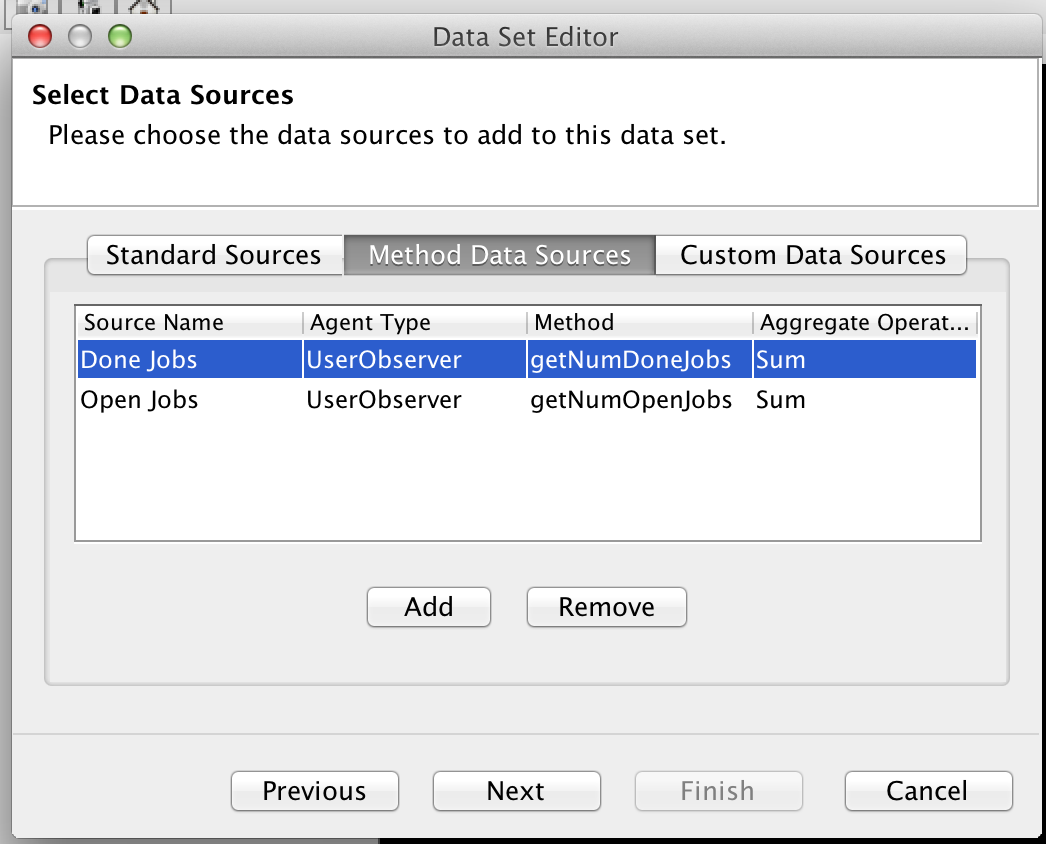 Data Set Editor
Select Data Sources
Please choose the data sources to add to this data set.
Standard Sources Method Data Sources Custom Data Sources
Source Name Agent Type Method Aggregate Operat...
Done Jobs UserObserver getNumDoneJobs Sum
Open Jobs UserObserver getNumOpenJobs Sum
Add Remove
Previous Next Finish Cancel